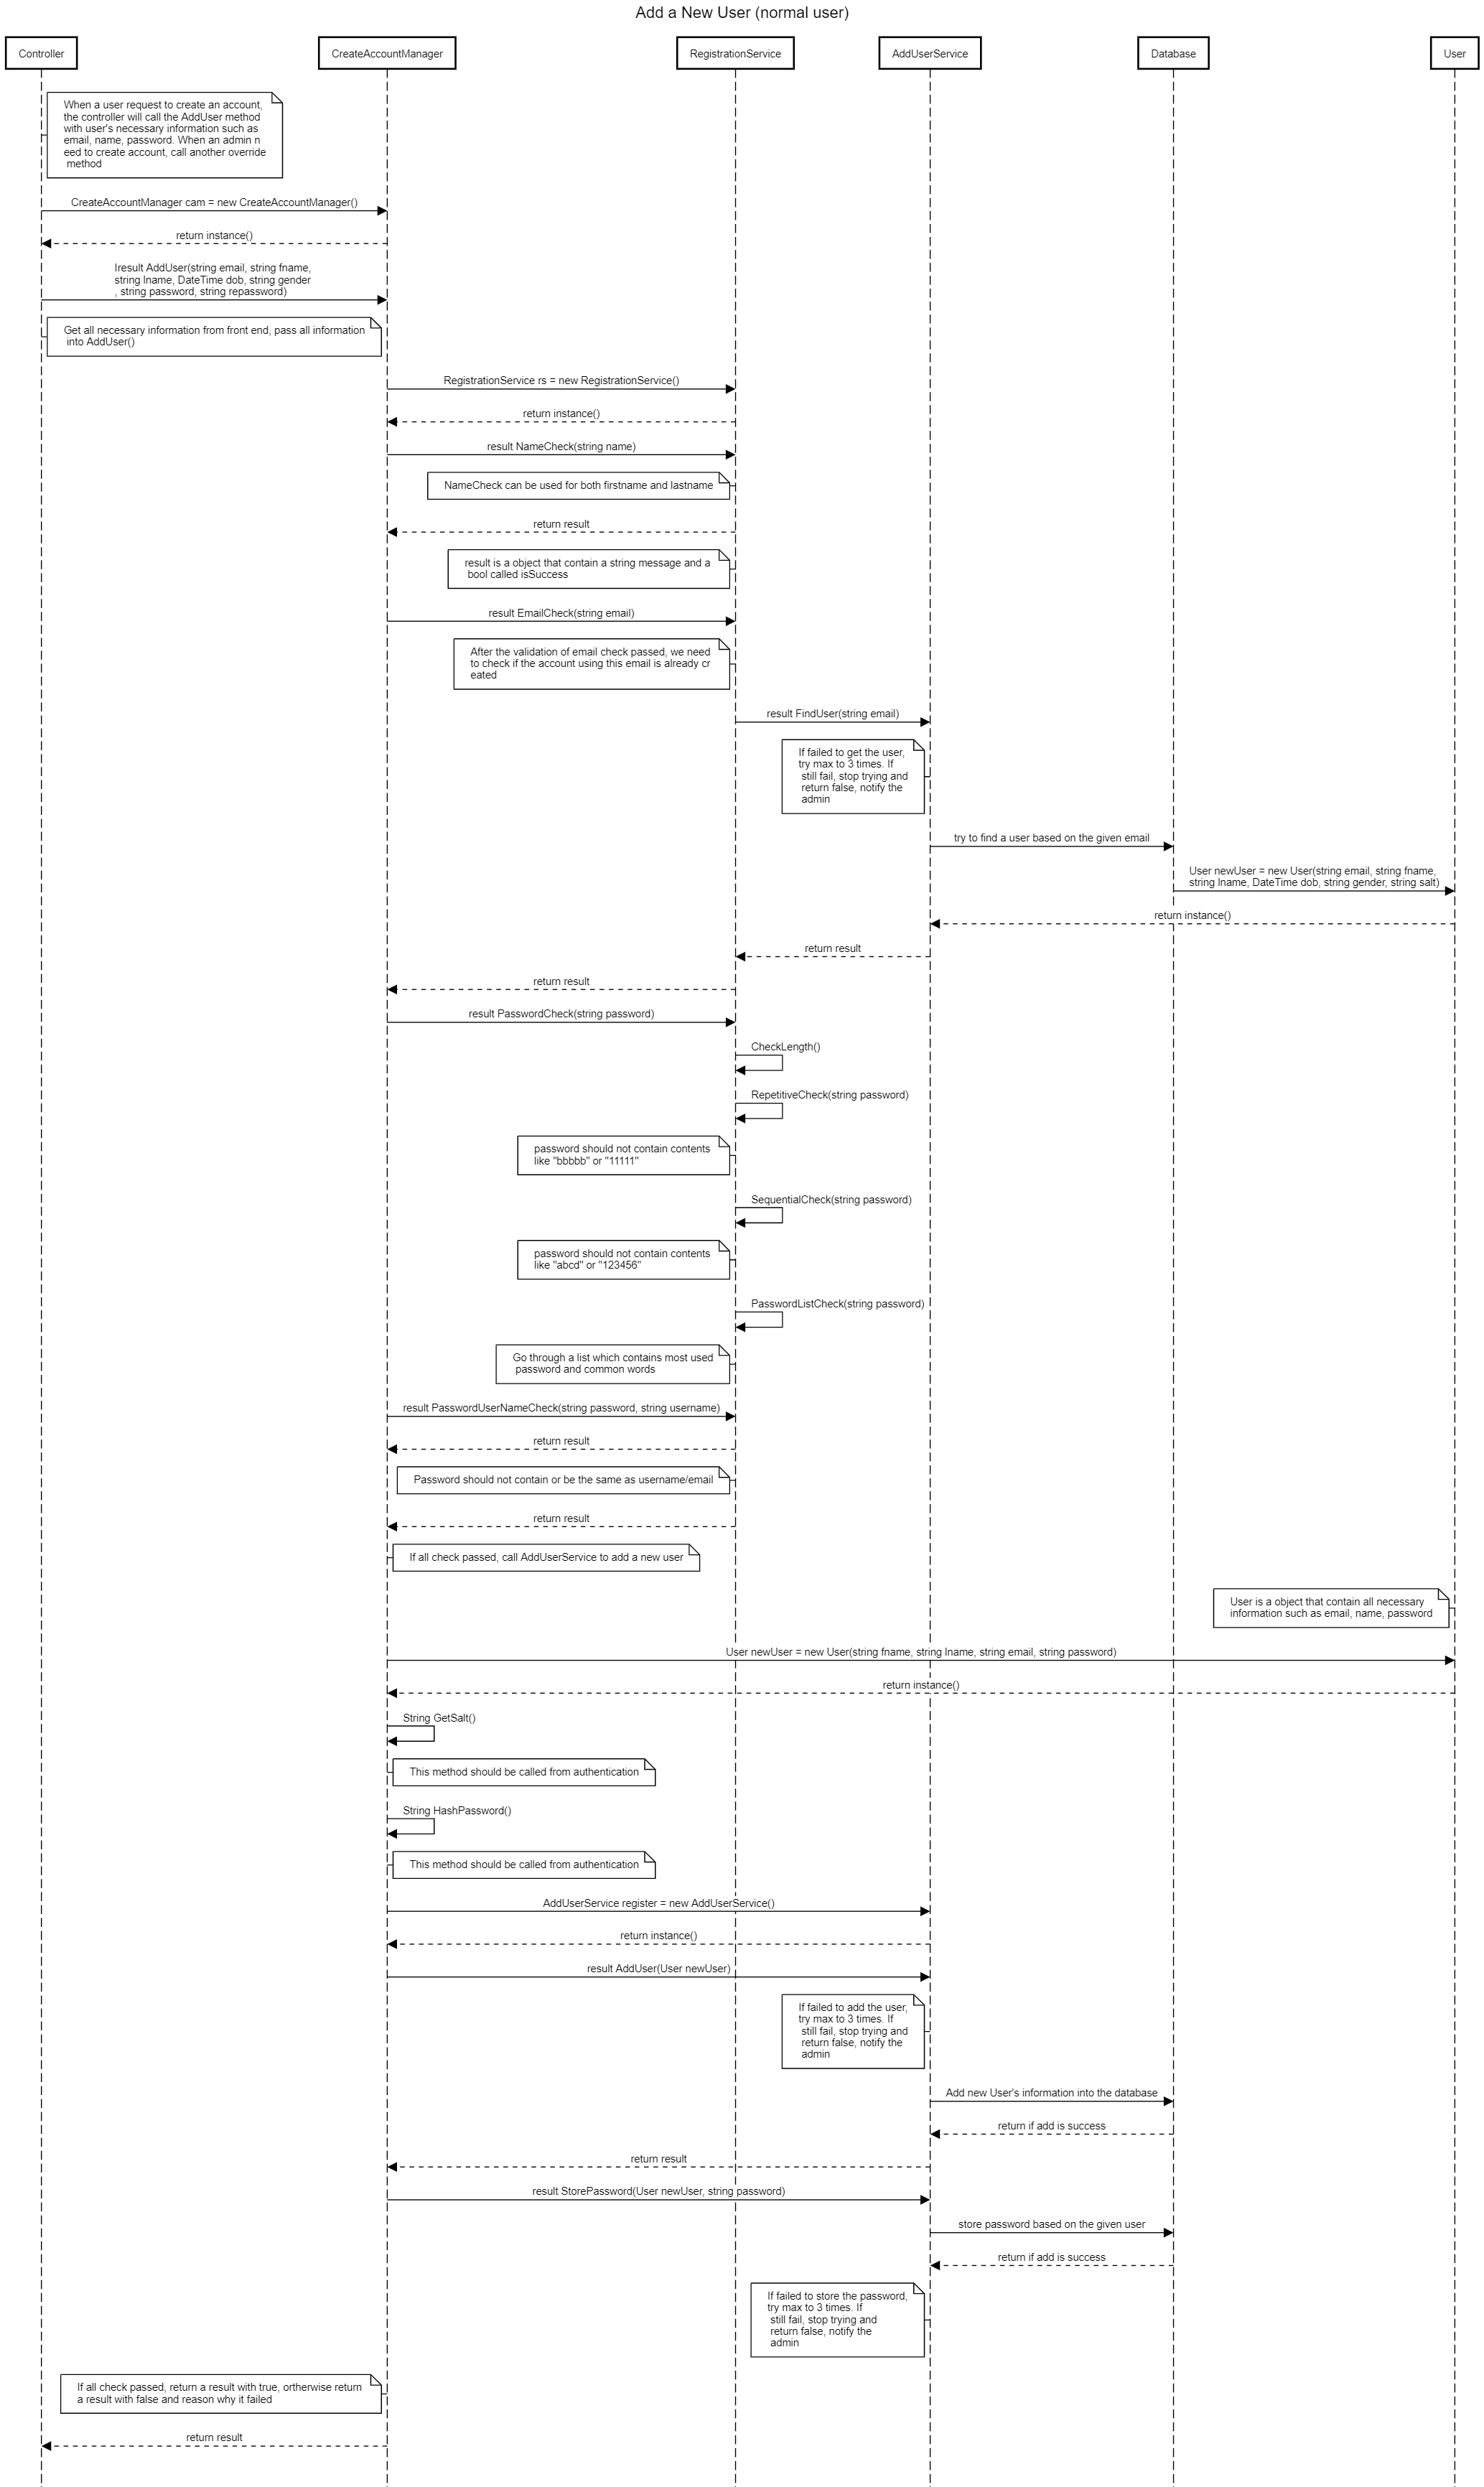 Add a New User (normal user)
Controller
CreateAccountManager
RegistrationService
AddUserService
Database
User
When a user request to create an account,
the controller will call the AddUser method
with user's necessary information such as
email, name, password. When an admin n
eed to create account, call another override
method
CreateAccountManager cam = new CreateAccountManager()
return instance()
Iresult AddUser(string email, string fname,
string lname, DateTime dob, string gender
, string password, string repassword)
Get all necessary information from front end, pass all information
into AddUser()
RegistrationService rs = new RegistrationService()
return instance()
result NameCheck(string name)
NameCheck can be used for both firstname and lastname
return result
result is a object that contain a string message and a
bool called isSuccess
result EmailCheck(string email)
After the validation of email check passed, we need
to check if the account using this email is already cr
eated
result FindUser(string email)
If failed to get the user,
try max to 3 times. If
still fail, stop trying and
return false, notify the
admin
try to find a user based on the given email
User newUser = new User(string email, string fname,
string lname, DateTime dob, string gender, string salt)
return instance()
return result
return result
result PasswordCheck(string password)
CheckLength()
RepetitiveCheck(string password)
password should not contain contents
like "bbbbb" or "11111"
SequentialCheck(string password)
password should not contain contents
like "abcd" or "123456"
PasswordListCheck(string password)
Go through a list which contains most used
password and common words
result PasswordUserNameCheck(string password, string username)
return result
Password should not contain or be the same as username/email
return result
If all check passed, call AddUserService to add a new user
User is a object that contain all necessary
information such as email, name, password
User newUser = new User(string fname, string lname, string email, string password)
return instance()
String GetSalt()
This method should be called from authentication
String HashPassword()
This method should be called from authentication
AddUserService register = new AddUserService()
return instance()
result AddUser(User newUser)
If failed to add the user,
try max to 3 times. If
still fail, stop trying and
return false, notify the
admin
Add new User's information into the database
return if add is success
return result
result StorePassword(User newUser, string password)
store password based on the given user
return if add is success
If failed to store the password,
try max to 3 times. If
still fail, stop trying and
return false, notify the
admin
If all check passed, return a result with true, ortherwise return
a result with false and reason why it failed
return result